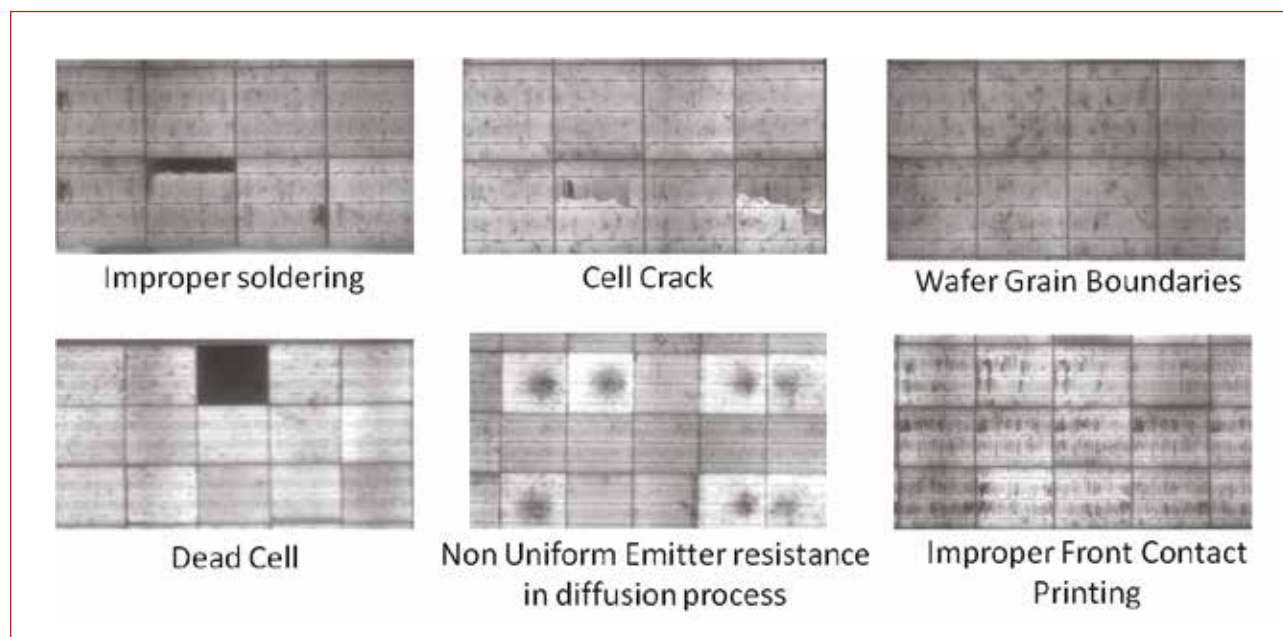 Improper soldering
Cell Crack
Wafer Grain Boundaries
Dead Cell
Non Uniform Emitter resistance
in diffusion process
Improper Front Contact
Printing